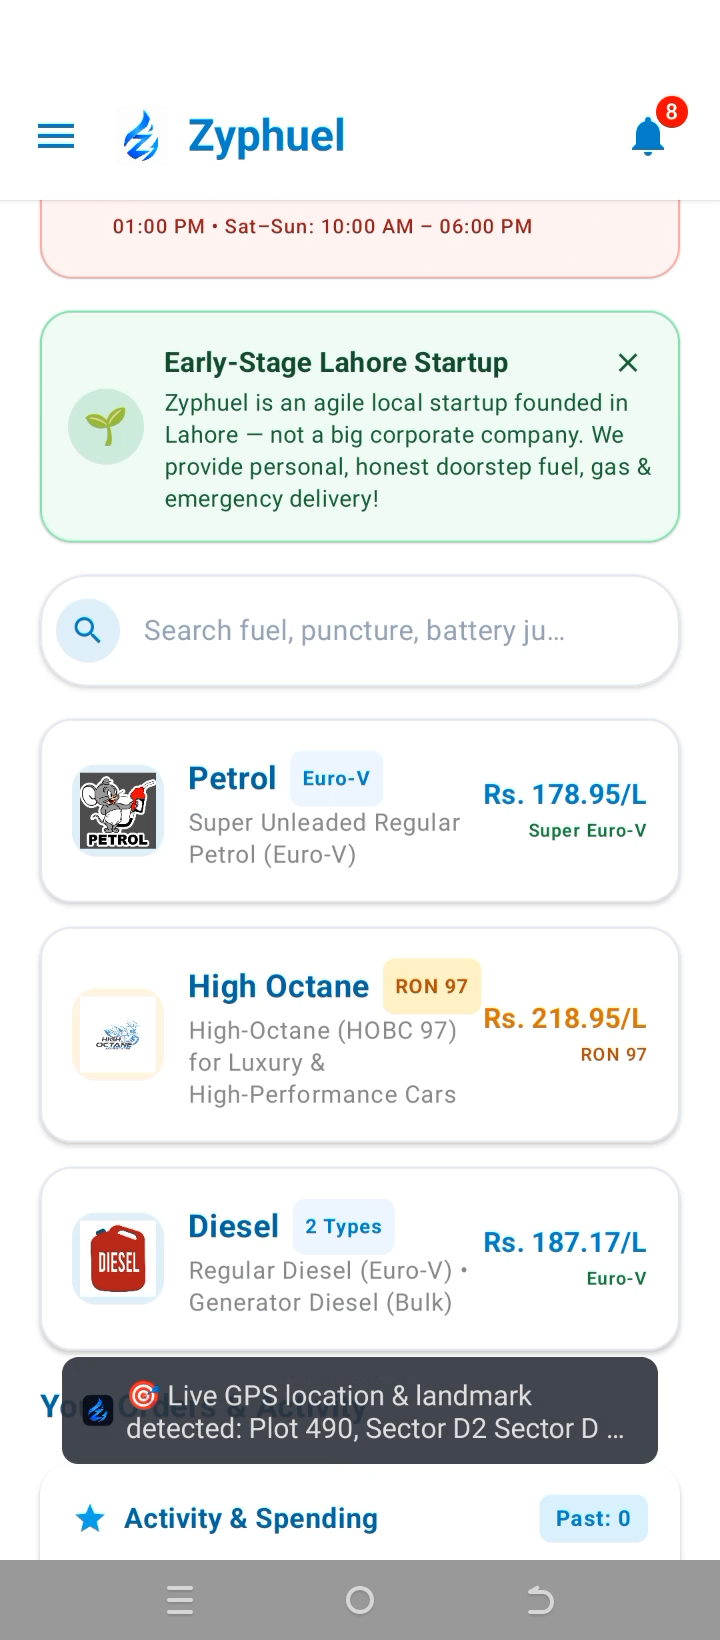 Zyphuel
8
01:00 PM • Sat–Sun: 10:00 AM – 06:00 PM
Early-Stage Lahore Startup
Zyphuel is an agile local startup founded in
Lahore — not a big corporate company. We
provide personal, honest doorstep fuel, gas &
emergency delivery!
Search fuel, puncture, battery ju...
PETROL
Petrol Euro-V
Super Unleaded Regular
Petrol (Euro-V)
Rs. 178.95/L
Super Euro-V
HIGH
OCTANE
High Octane RON 97
High-Octane (HOBC 97)
for Luxury &
High-Performance Cars
Rs. 218.95/L
RON 97
DIESEL
Diesel 2 Types
Regular Diesel (Euro-V) •
Generator Diesel (Bulk)
Rs. 187.17/L
Euro-V
Your Orders & Activity
🎯 Live GPS location & landmark
detected: Plot 490, Sector D2 Sector D ...
Activity & Spending
Past: 0